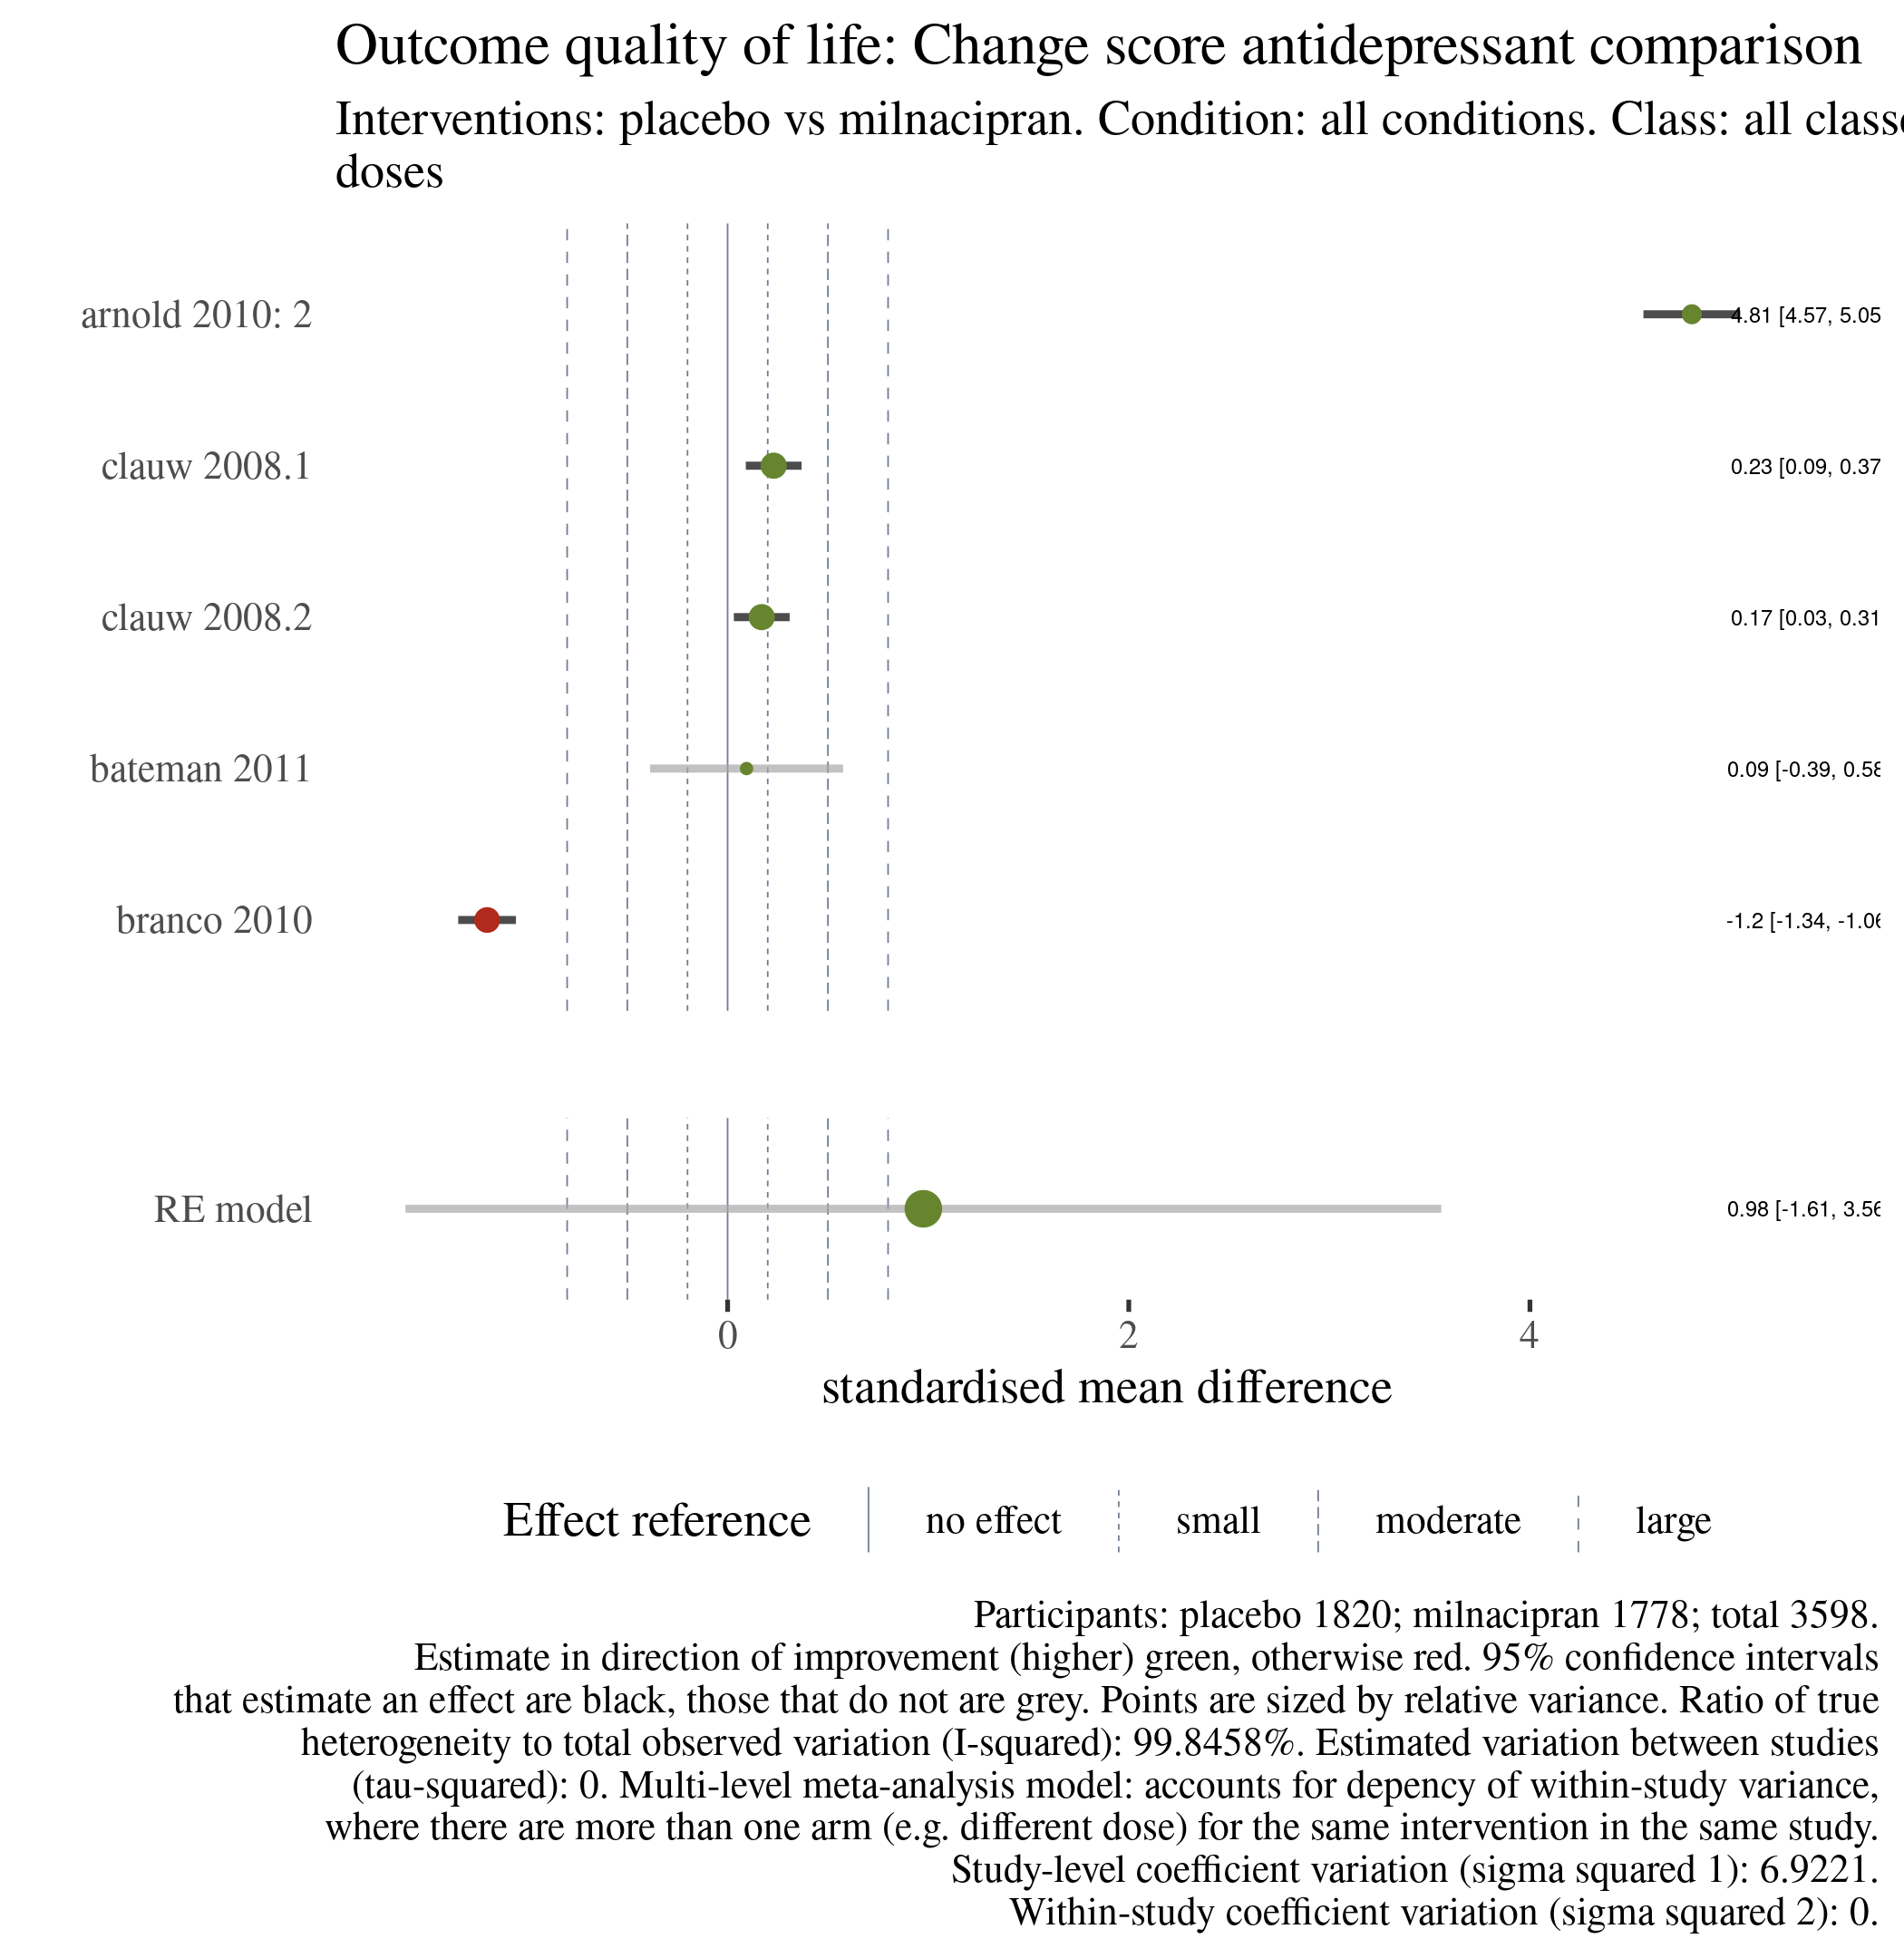 Outcome quality of life: Change score antidepressant comparison
Interventions: placebo vs milnacipran. Condition: all conditions. Class: all
doses
arnold 2010: 2
4.81 [4.57, 5.05
clauw 2008.1
0.23 [0.09, 0.37
clauw 2008.2
0.17 [0.03, 0.31
bateman 2011
0.09 [-0.39, 0.58
branco 2010
-1.2 [-1.34, -1.06
RE model
0.98 [-1.61, 3.56
0 2 4
standardised mean difference
Effect reference no effect small moderate large
Participants: placebo 1820; milnacipran 1778; total 3598.
Estimate in direction of improvement (higher) green, otherwise red. 95% confidence intervals
that estimate an effect are black, those that do not are grey. Points are sized by relative variance. Ratio of true
heterogeneity to total observed variation (I-squared): 99.8458%. Estimated variation between studies
(tau-squared): 0. Multi-level meta-analysis model: accounts for depency of within-study variance,
where there are more than one arm (e.g. different dose) for the same intervention in the same study.
Study-level coefficient variation (sigma squared 1): 6.9221.
Within-study coefficient variation (sigma squared 2): 0.